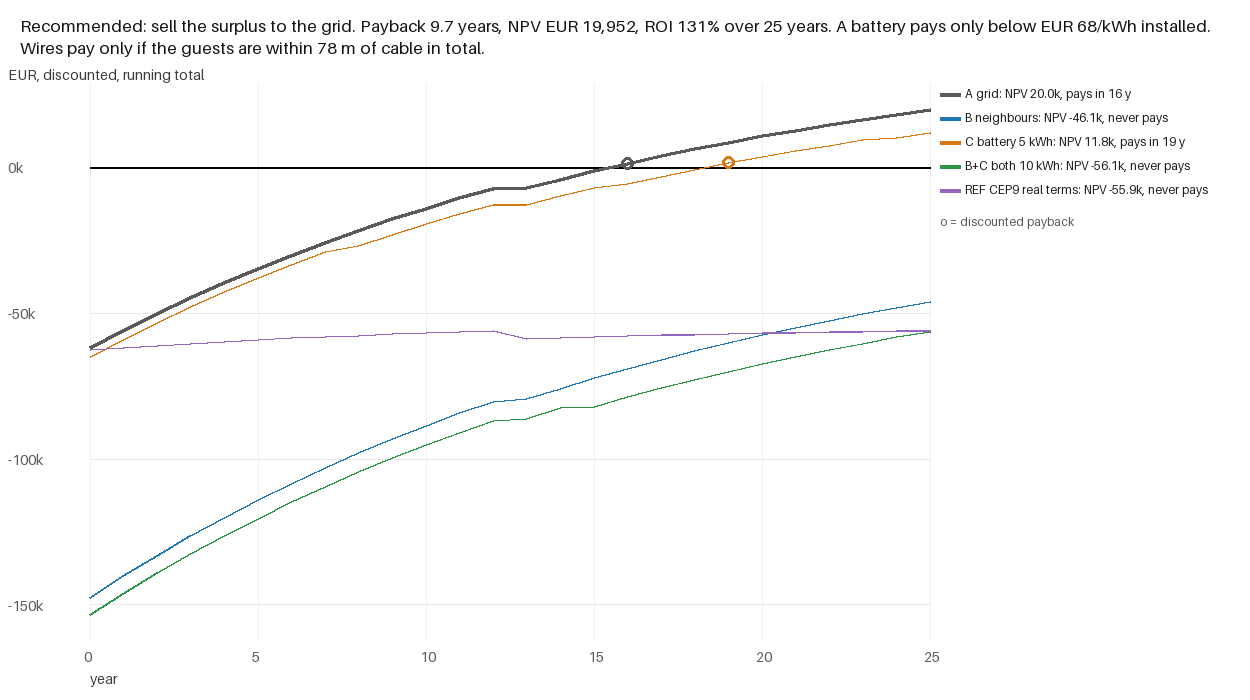 Recommended: sell the surplus to the grid. Payback 9.7 years, NPV EUR 19,952, ROI 131% over 25 years. A battery pays only below EUR 68/kWh installed.
Wires pay only if the guests are within 78 m of cable in total.
EUR, discounted, running total
A grid: NPV 20.0k, pays in 16 y
B neighbours: NPV -46.1k, never pays
C battery 5 kWh: NPV 11.8k, pays in 19 y
B+C both 10 kWh: NPV -56.1k, never pays
REF CEP9 real terms: NPV -55.9k, never pays
o = discounted payback
0k
-50k
-100k
-150k
0 5 10 15 20 25
year